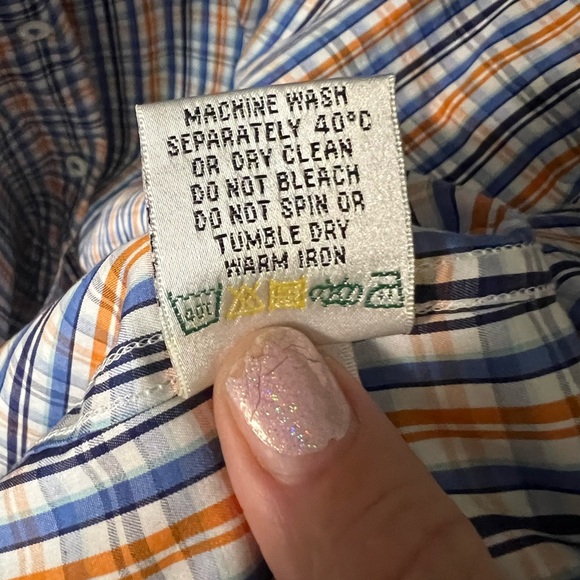 MACHINE WASH
SEPARATELY 40°C
OR DRY CLEAN
DO NOT BLEACH
DO NOT SPIN OR
TUMBLE DRY
WARM IRON